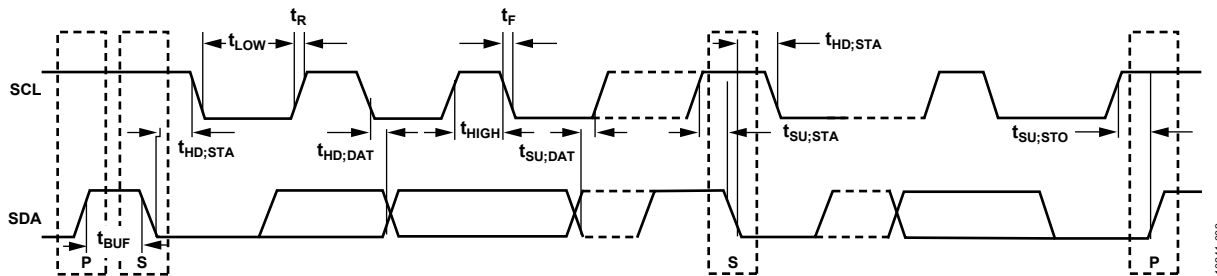 tR
tF
tLOW
tHD;STA
SCL
tHD;STA
tHD;DAT
tHIGH
tSU;DAT
tSU;STA
tSU;STO
SDA
tBUF
P
S
S
P